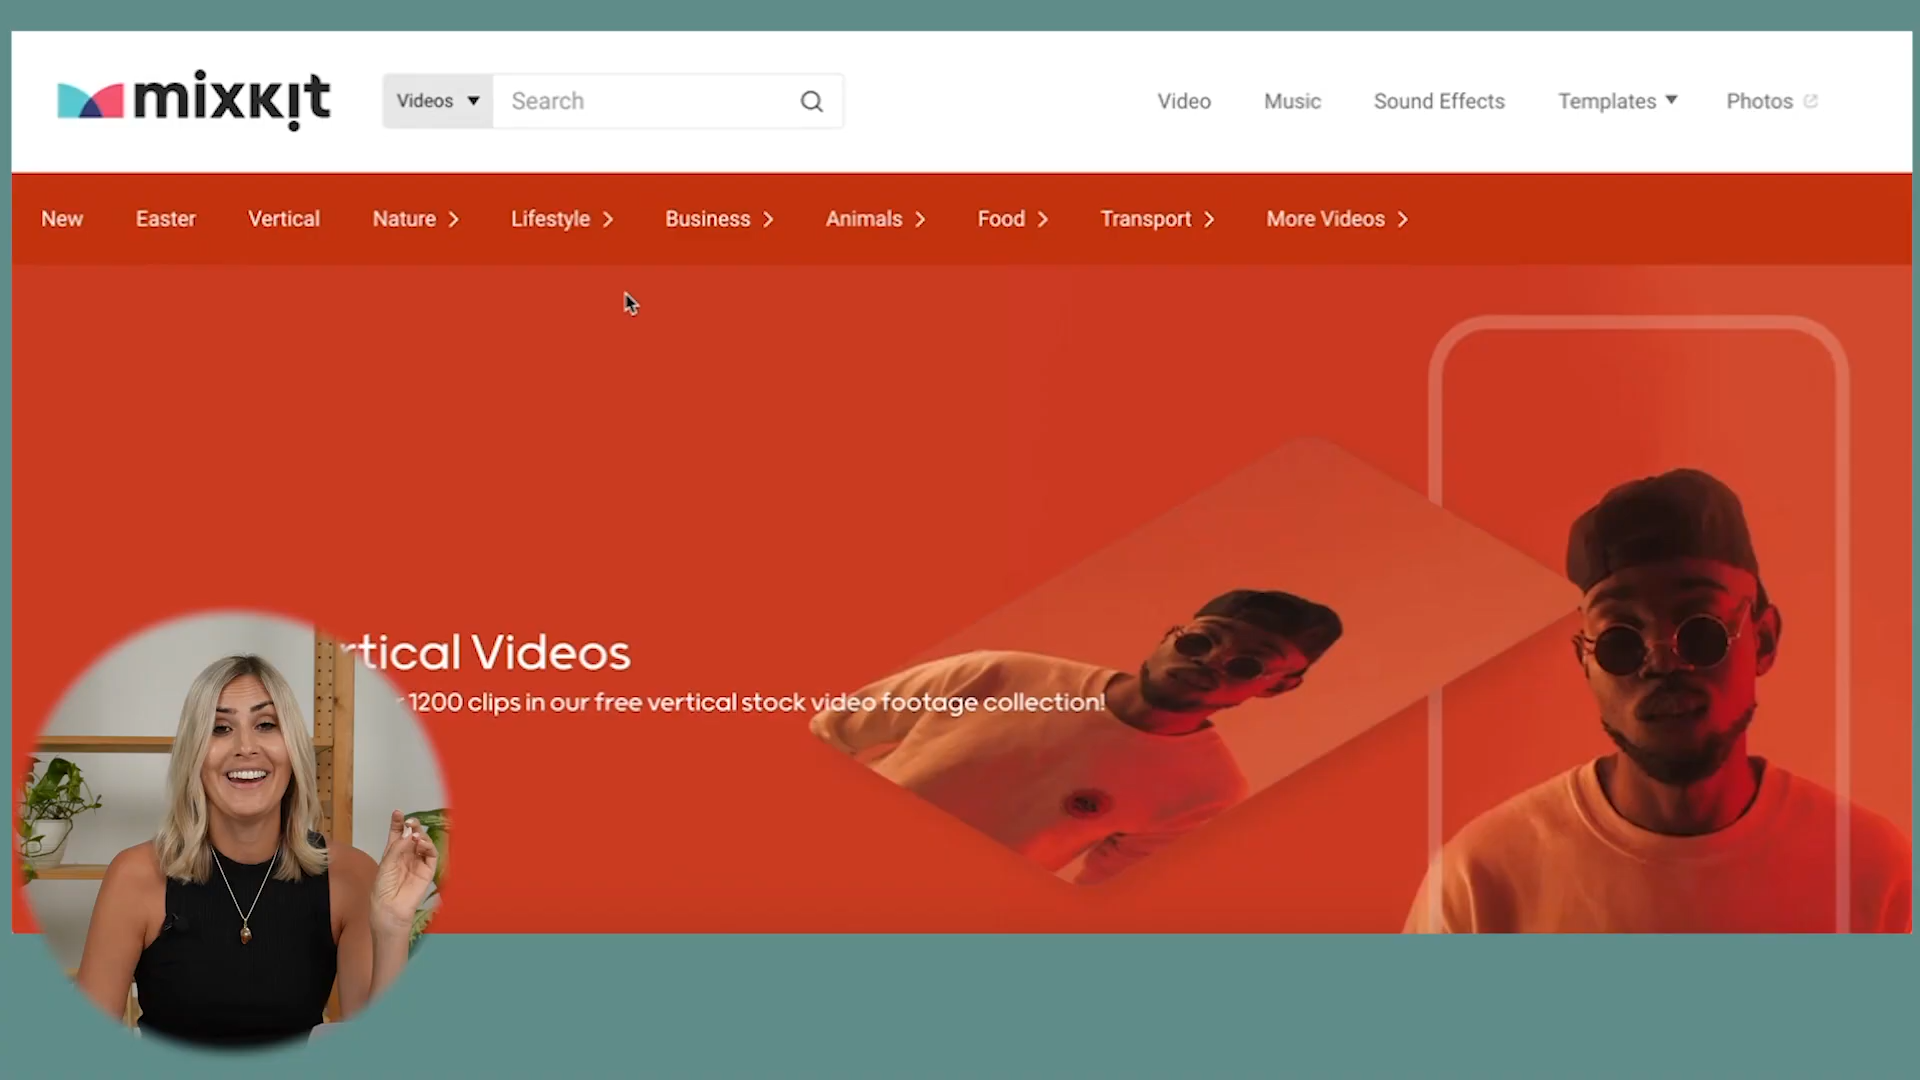 mixkit
Videos Search
Video Music Sound Effects Templates Photos
New Easter Vertical Nature Lifestyle Business Animals Food Transport More Videos
rtical Videos
1200 clips in our free vertical stock video footage collection!